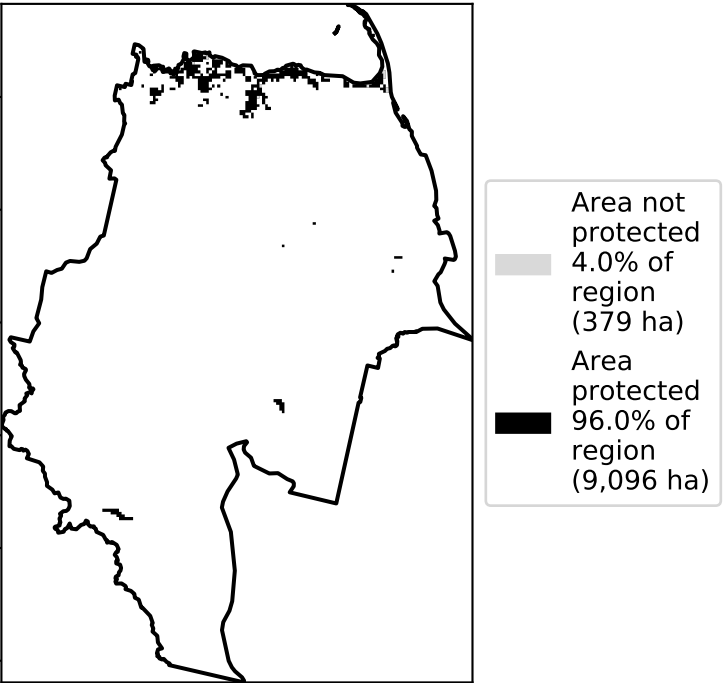 Area not
protected
4.0% of
region
(379 ha)
Area
protected
96.0% of
region
(9,096 ha)